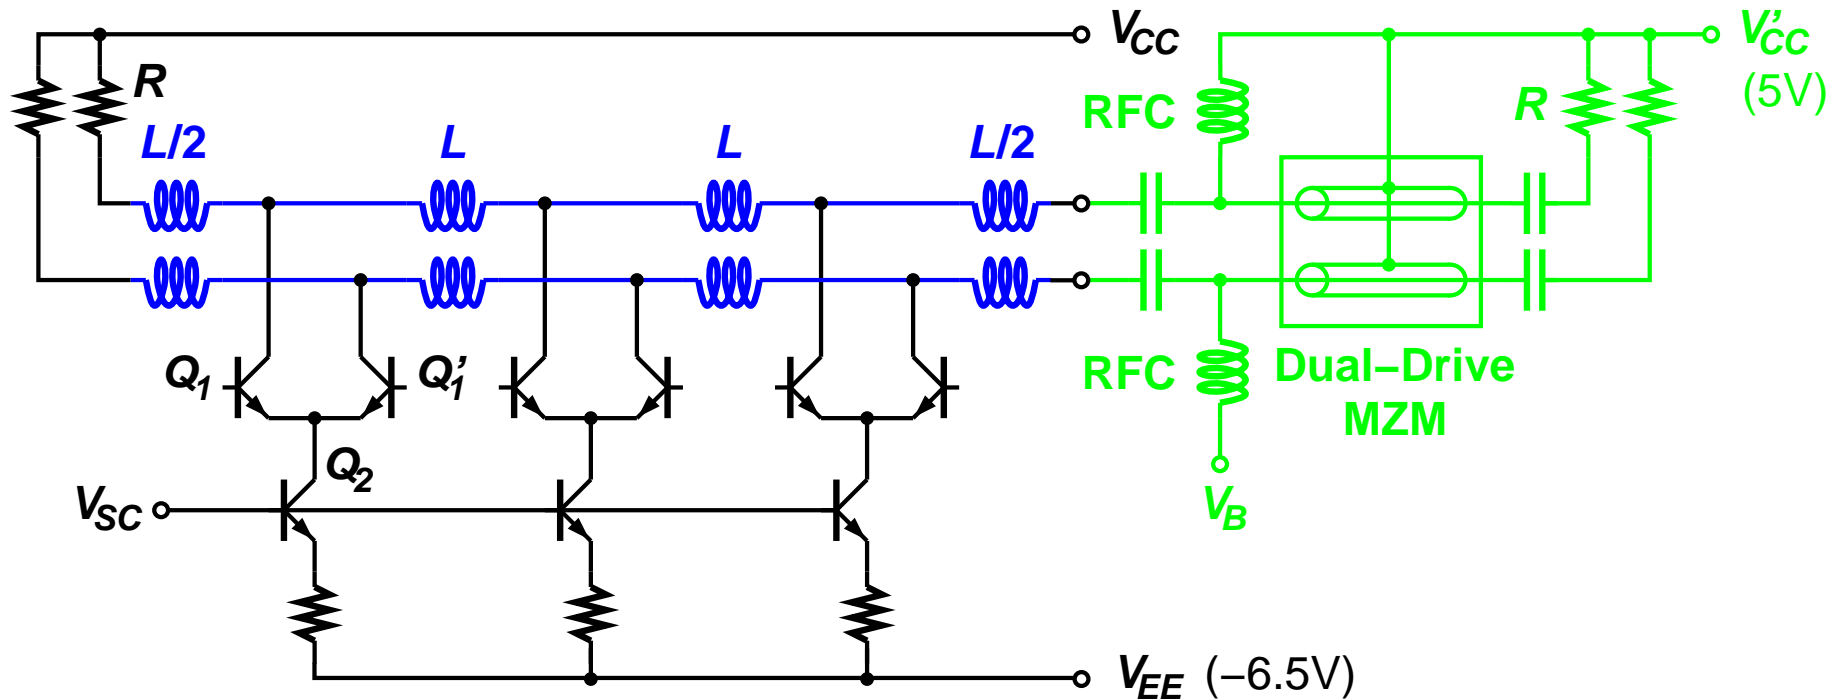 V_CC
V'_CC
(5V)
R
RFC
R
L/2
L
L
L/2
Q_1
Q'_1
RFC
Dual–Drive
MZM
Q_2
V_SC
V_B
V_EE (–6.5V)